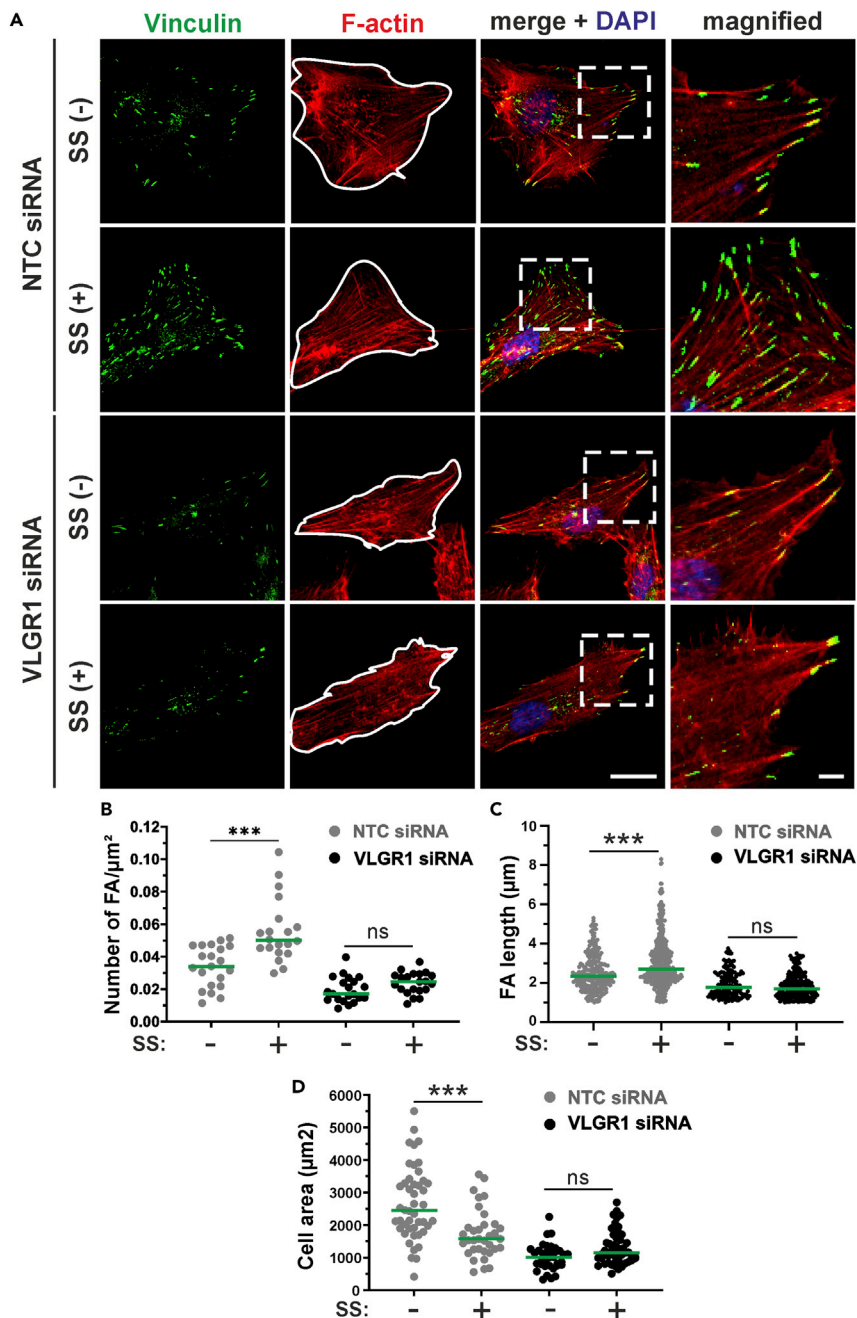 A
Vinculin F-actin merge + DAPI magnified
NTC siRNA
SS (-)
SS (+)
VLGR1 siRNA
SS (-)
SS (+)
B
Number of FA/µm²
0.12
0.10
0.08
0.06
0.04
0.02
0.00
***
ns
NTC siRNA
VLGR1 siRNA
SS: - + - +
C
FA length (µm)
10
8
6
4
2
0
***
ns
NTC siRNA
VLGR1 siRNA
SS: - + - +
D
Cell area (µm2)
6000
5000
4000
3000
2000
1000
0
***
ns
NTC siRNA
VLGR1 siRNA
SS: - + - +